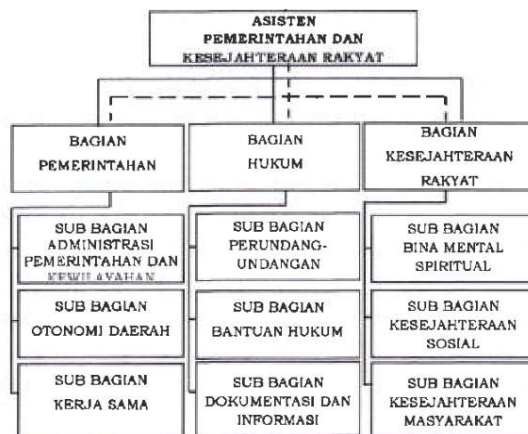 ASISTEN
PEMERINTAHAN DAN
KESEJAHTERAAN RAKYAT
BAGIAN
PEMERINTAHAN
BAGIAN
HUKUM
BAGIAN
KESEJAHTERAAN
RAKYAT
SUB BAGIAN
ADMINISTRASI
PEMERINTAHAN DAN
KEWILAYAHAN
SUB BAGIAN
PERUNDANG-
UNDANGAN
SUB BAGIAN
BINA MENTAL
SPIRITUAL
SUB BAGIAN
OTONOMI DAERAH
SUB BAGIAN
BANTUAN HUKUM
SUB BAGIAN
KESEJAHTERAAN
SOSIAL
SUB BAGIAN
KERJA SAMA
SUB BAGIAN
DOKUMENTASI DAN
INFORMASI
SUB BAGIAN
KESEJAHTERAAN
MASYARAKAT